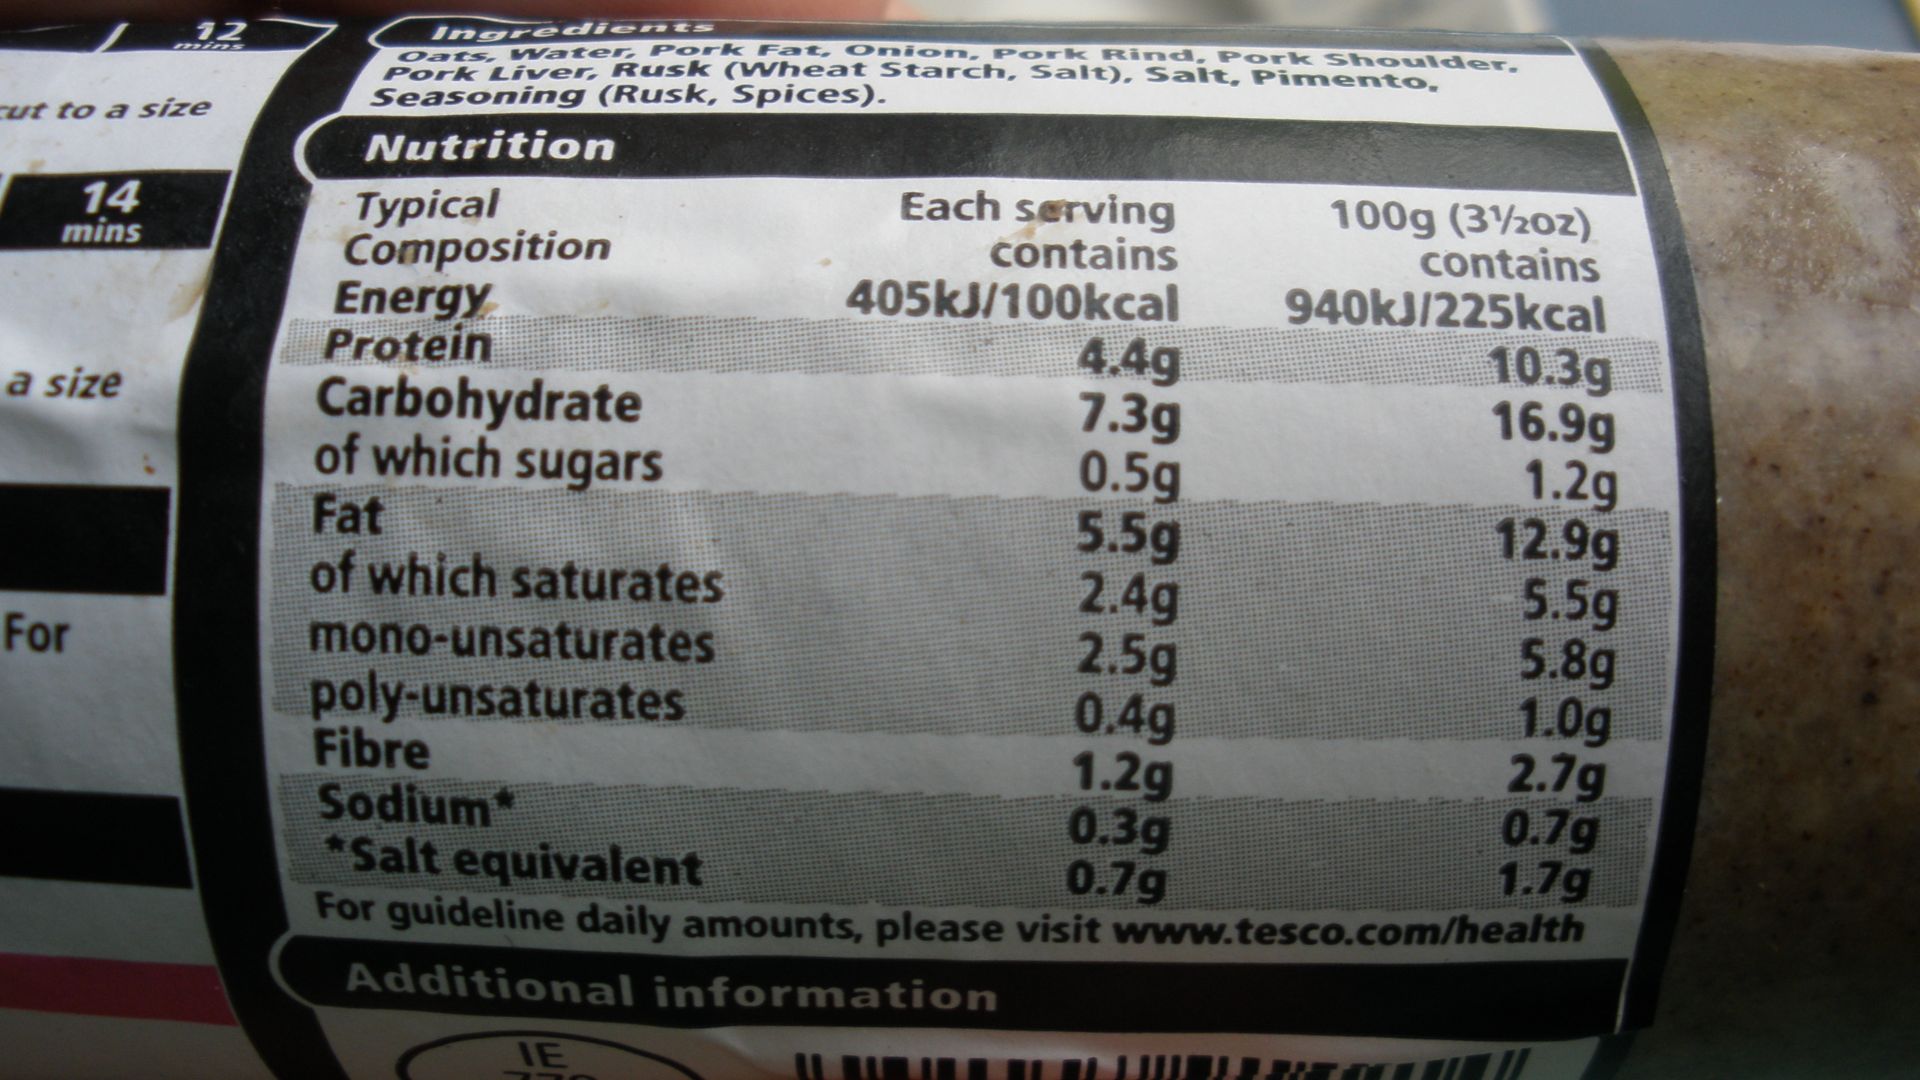 12
mins
cut to a size
14
mins
a size
For
Ingredients
Oats, Water, Pork Fat, Onion, Pork Rind, Pork Shoulder,
Pork Liver, Rusk (Wheat Starch, Salt), Salt, Pimento,
Seasoning (Rusk, Spices).
Nutrition
Typical Composition Each serving contains 100g (3½oz) contains
Energy 405kJ/100kcal 940kJ/225kcal
Protein 4.4g 10.3g
Carbohydrate 7.3g 16.9g
of which sugars 0.5g 1.2g
Fat 5.5g 12.9g
of which saturates 2.4g 5.5g
mono-unsaturates 2.5g 5.8g
poly-unsaturates 0.4g 1.0g
Fibre 1.2g 2.7g
Sodium* 0.3g 0.7g
*Salt equivalent 0.7g 1.7g
For guideline daily amounts, please visit www.tesco.com/health
Additional information
IE